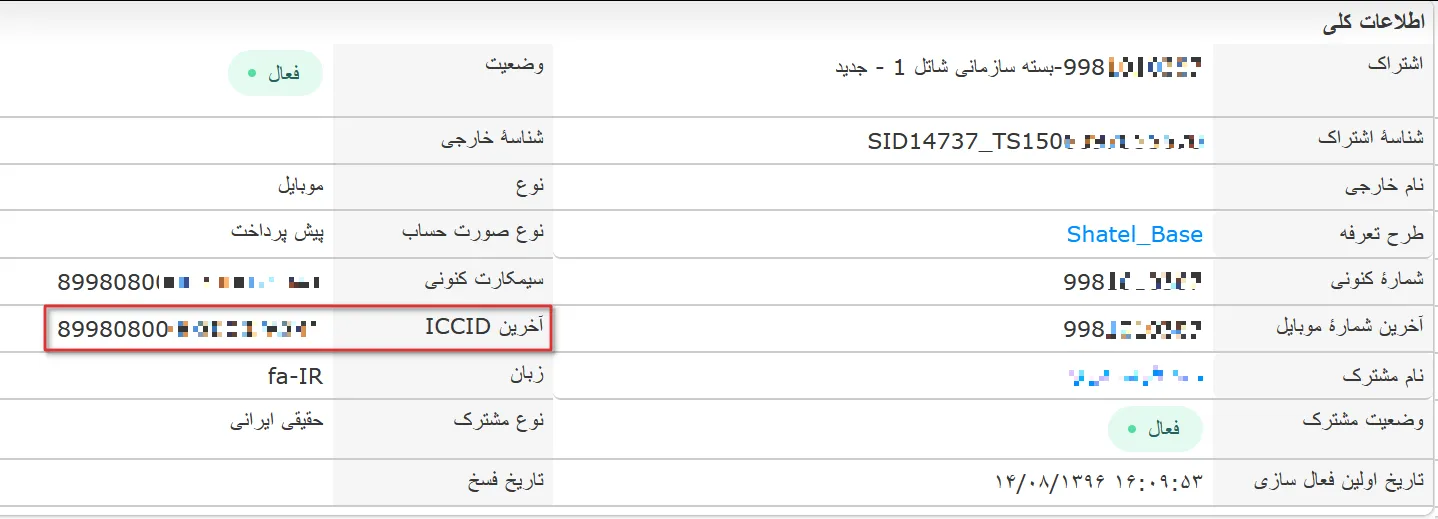 اطلاعات کلی
اشتراک 998-بسته سازمانی شاتل 1 - جدید وضعیت فعال
شناسهٔ اشتراک SID14737_TS150 شناسهٔ خارجی
نام خارجی نوع موبایل
طرح تعرفه Shatel_Base نوع صورت حساب پیش پرداخت
شمارهٔ کنونی 998 سیمکارت کنونی 89980800
آخرین شمارهٔ موبایل 998 آخرین ICCID 89980800
نام مشترک زبان fa-IR
وضعیت مشترک فعال نوع مشترک حقیقی ایرانی
تاریخ اولین فعال سازی ۱۴/۰۸/۱۳۹۶ ۱۶:۰۹:۵۳ تاریخ فسخ